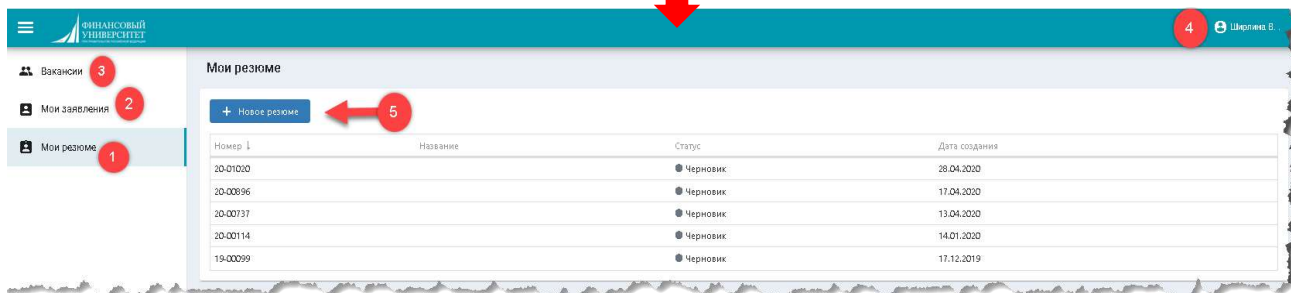 ФИНАНСОВЫЙ
УНИВЕРСИТЕТ
4 Ширлина В...
Вакансии 3
Мои заявления 2
Мои резюме 1
Мои резюме
+ Новое резюме 5
Номер ↓ Название Статус Дата создания
20-01020 Черновик 28.04.2020
20-00896 Черновик 17.04.2020
20-00737 Черновик 13.04.2020
20-00114 Черновик 14.01.2020
19-00099 Черновик 17.12.2019